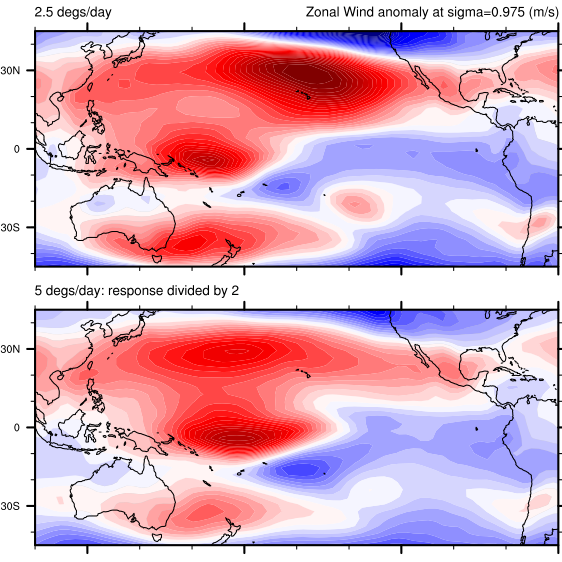 2.5 degs/day Zonal Wind anomaly at sigma=0.975 (m/s)
30N
0
30S
5 degs/day: response divided by 2
30N
0
30S